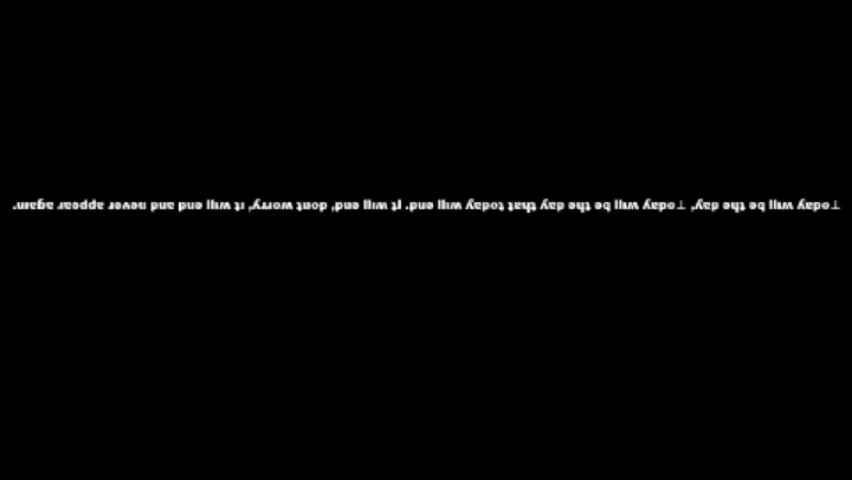 Today will be the day, Today will be the day that today will end. It will end, dont worry, it will end and never appear again.